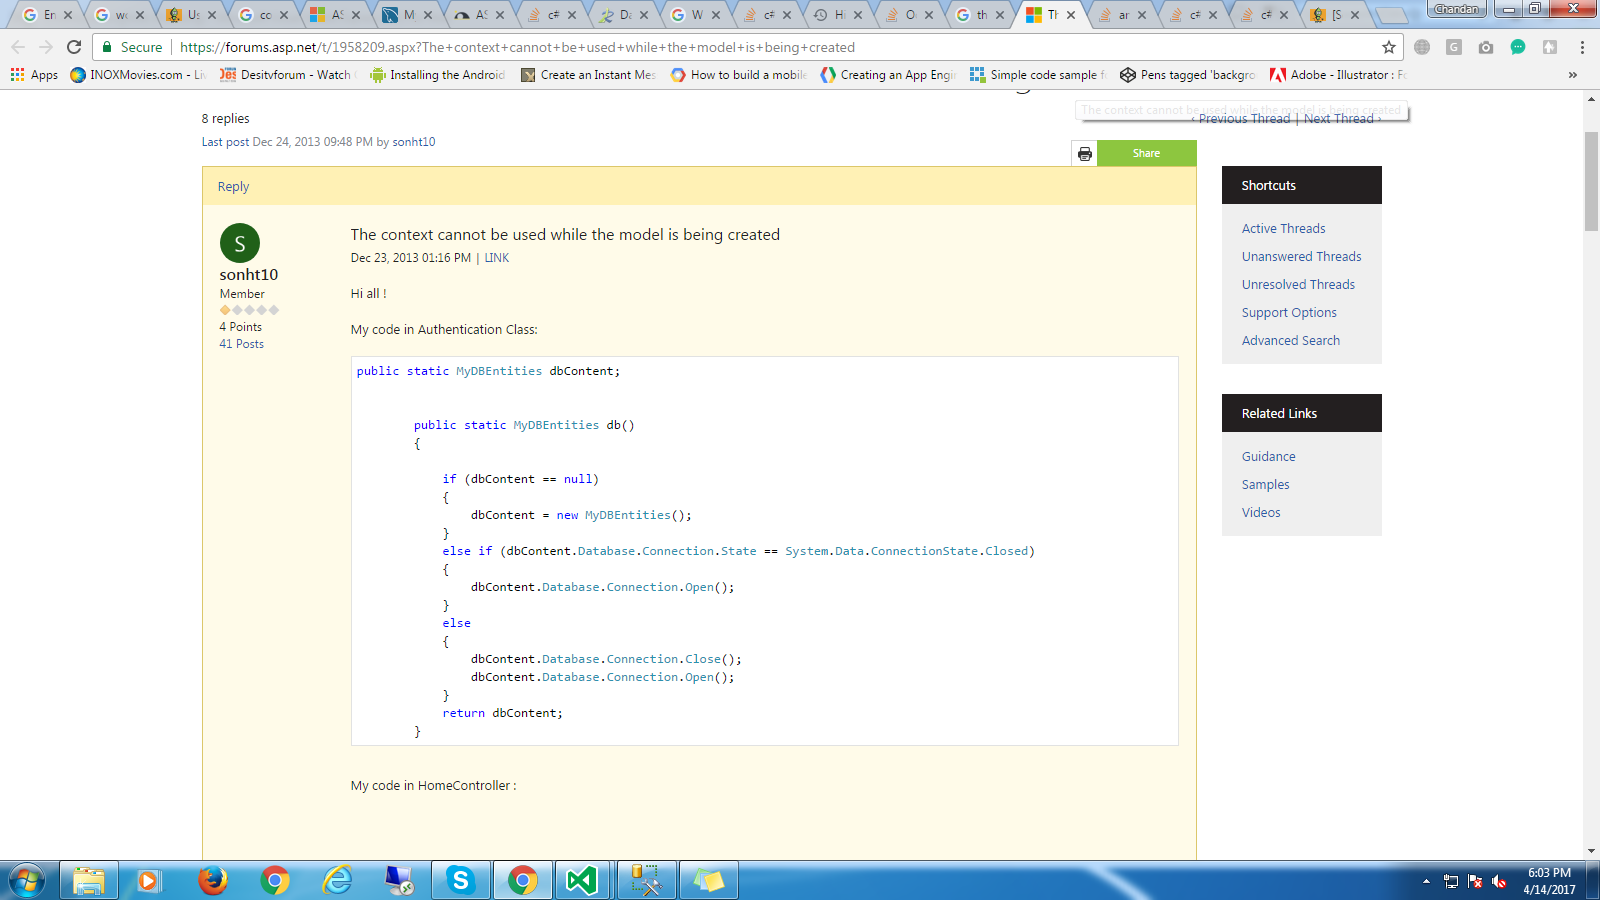 En
we
Us
co
AS
M
AS
c#
Da
W
c#
Hi
O
th
Th
ar
c#
c#
[S
Chandan
Secure
https://forums.asp.net/t/1958209.aspx?The+context+cannot+be+used+while+the+model+is+being+created
Apps
INOXMovies.com - Liv
Desitvforum - Watch
Installing the Android
Create an Instant Mes
How to build a mobile
Creating an App Engi
Simple code sample f
Pens tagged 'backgro
Adobe - Illustrator : Fo
»
The context cannot be used while the model is being created
8 replies
‹ Previous Thread | Next Thread ›
Last post Dec 24, 2013 09:48 PM by sonht10
Share
Reply
S
sonht10
Member
4 Points
41 Posts
The context cannot be used while the model is being created
Dec 23, 2013 01:16 PM | LINK
Hi all !
My code in Authentication Class:
public static MyDBEntities dbContent;
public static MyDBEntities db()
{
if (dbContent == null)
{
dbContent = new MyDBEntities();
}
else if (dbContent.Database.Connection.State == System.Data.ConnectionState.Closed)
{
dbContent.Database.Connection.Open();
}
else
{
dbContent.Database.Connection.Close();
dbContent.Database.Connection.Open();
}
return dbContent;
}
My code in HomeController :
Shortcuts
Active Threads
Unanswered Threads
Unresolved Threads
Support Options
Advanced Search
Related Links
Guidance
Samples
Videos
6:03 PM
4/14/2017